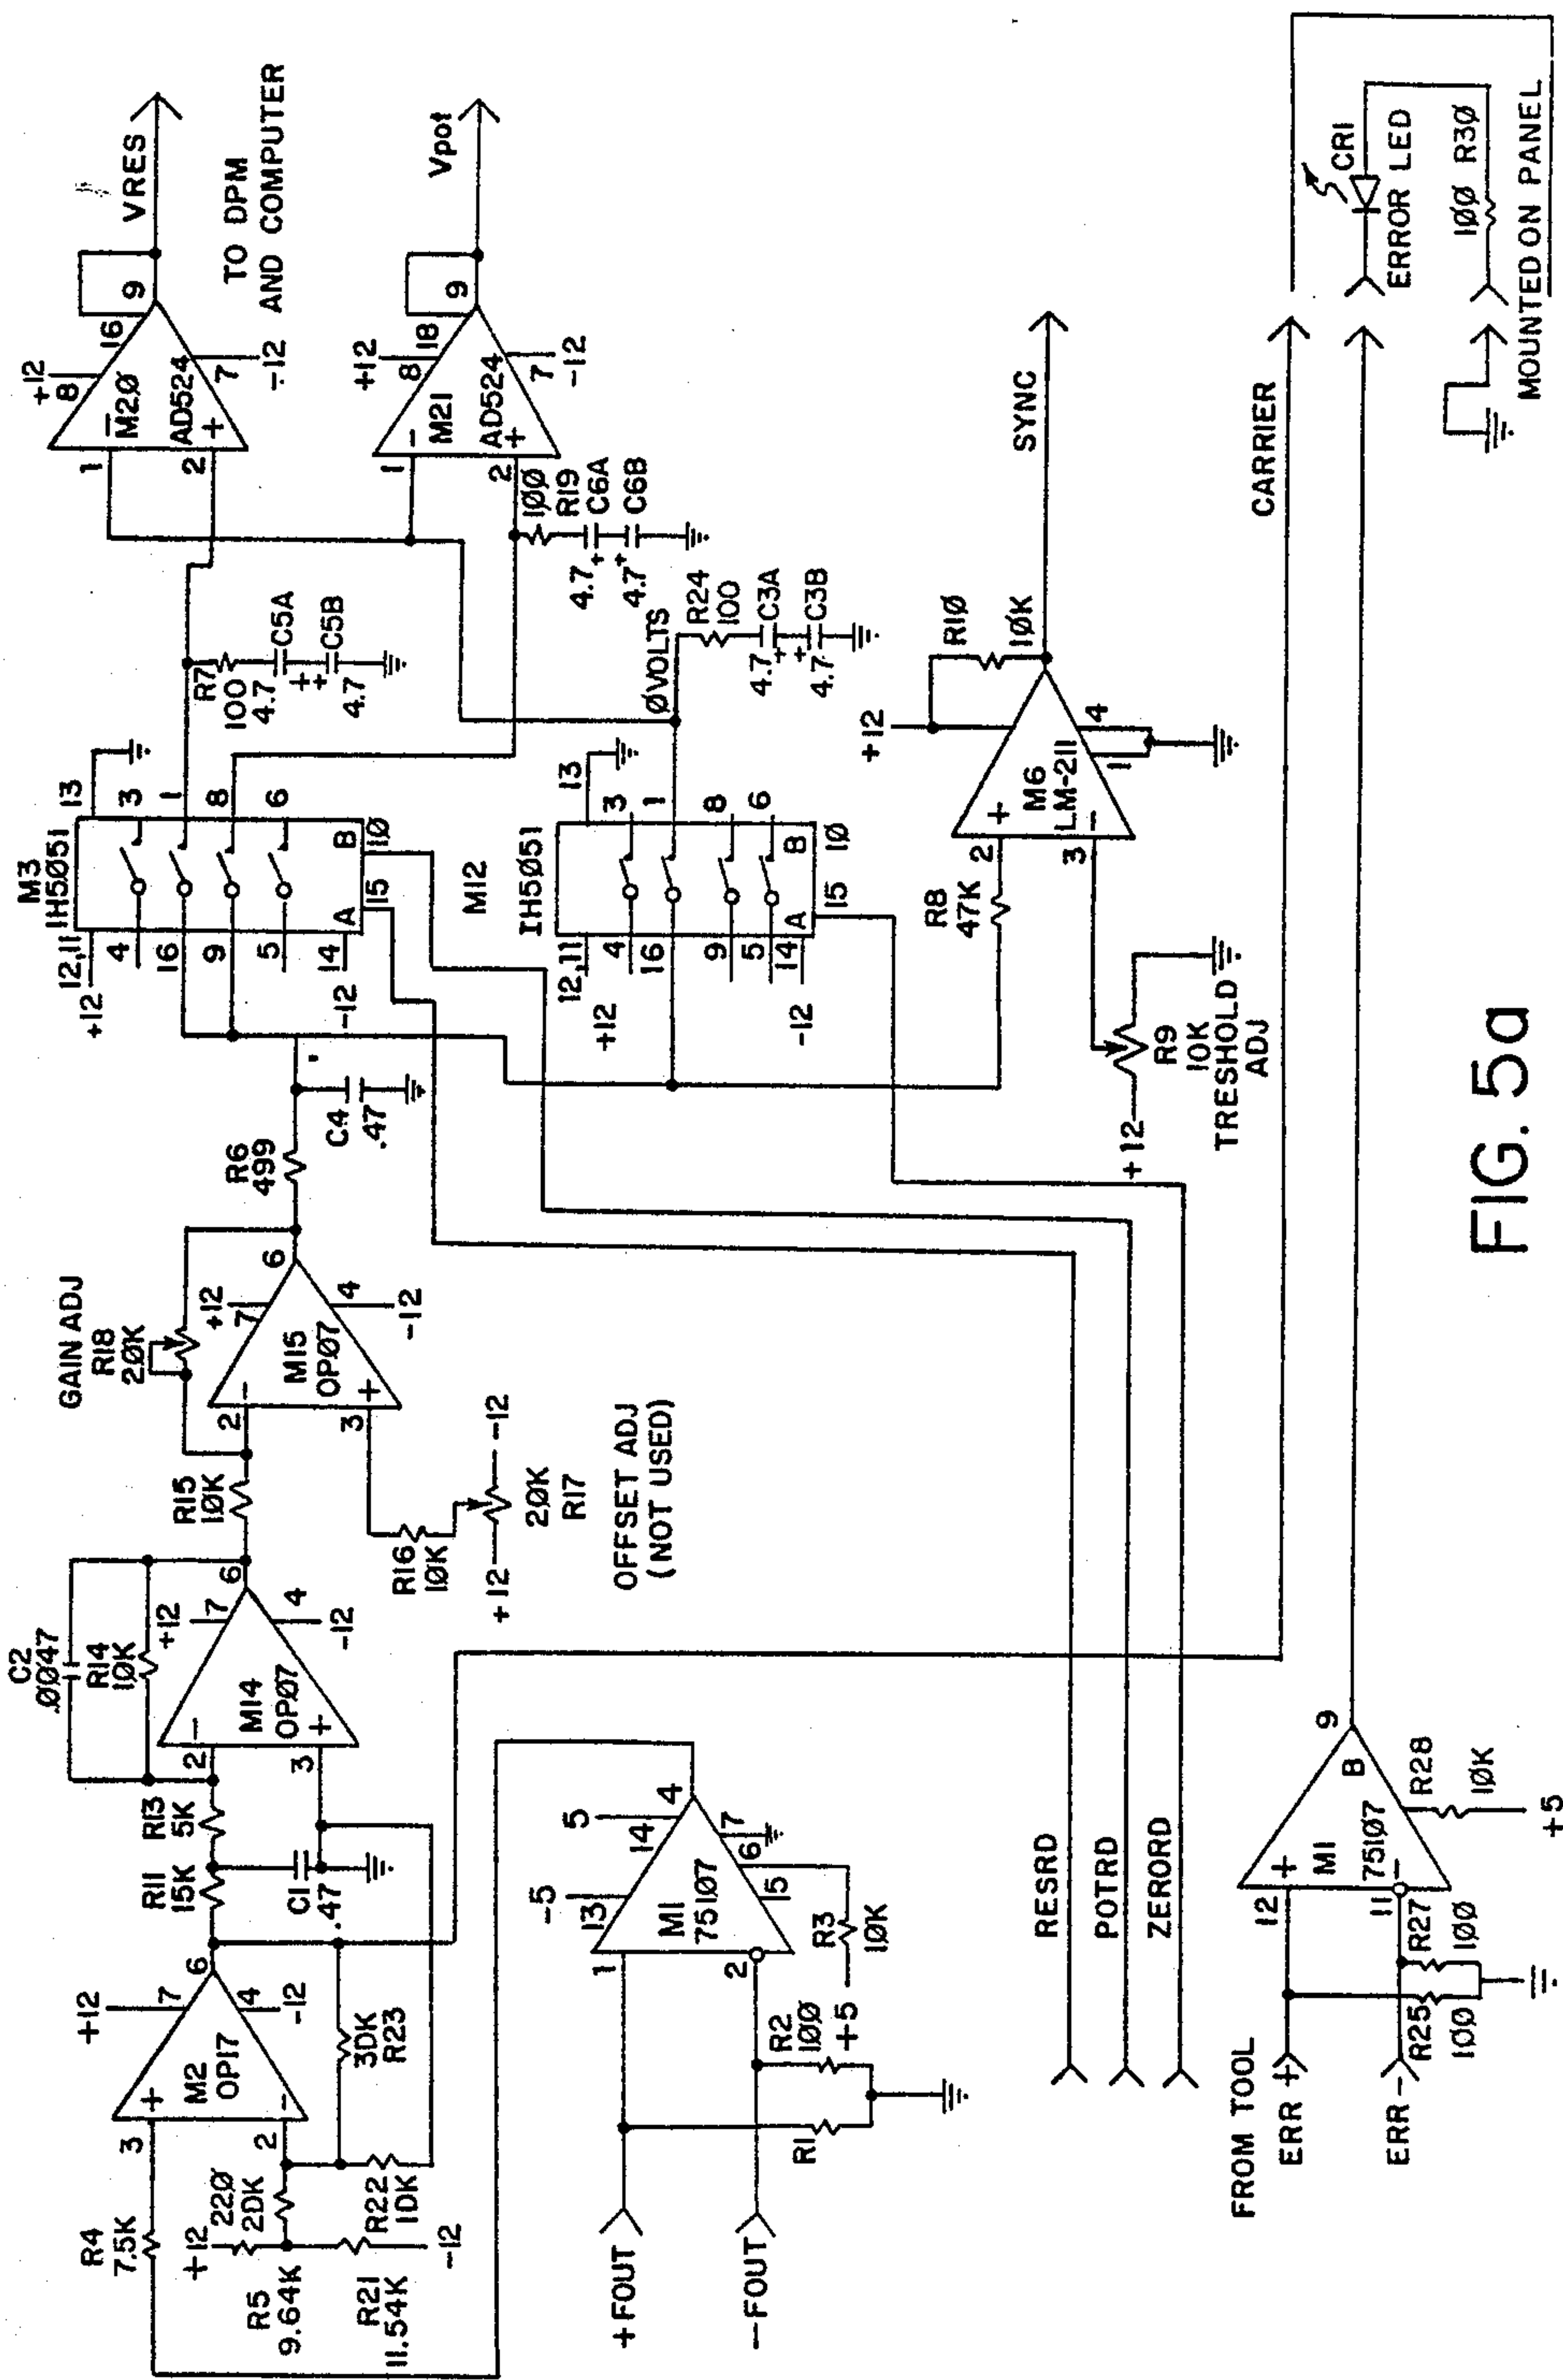 R4
7.5K
3
+
M2
OP17
-
2
+12
7
6
4
-12
+12
220
20K
R5
9.64K
R21
11.54K
R22
10K
-12
30K
R23
R11
15K
C1
.47
R13
5K
C2
.0047
R14
10K
2
-
M14
OP07
+
3
+12
7
6
4
-12
R15
10K
GAIN ADJ
R18
20K
2
-
M15
OP07
+
3
+12
7
6
4
-12
R16
10K
+12
-12
20K
R17
OFFSET ADJ
(NOT USED)
R6
499
C4
.47
M3
IH5051
12,11
+12
4
16
9
5
14
-12
13
3
1
8
6
A
B
15
10
R7
100
4.7
+
C5A
+
C5B
4.7
+12
8
16
1
-
M20
AD524
+
2
9
7
-12
VRES
TO DPM
AND COMPUTER
+12
8
18
1
-
M21
AD524
+
2
9
7
-12
Vpot
100
R19
C6A
4.7
+
+
4.7
C6B
M12
IH5051
12,11
+12
4
16
9
5
14
-12
13
3
1
8
6
A
B
15
10
0VOLTS
R24
100
C3A
4.7
+
+
4.7
C3B
R8
47K
2
+
M6
LM-211
-
3
+12
4
1
R10
10K
SYNC
+12
R9
10K
TRESHOLD
ADJ
+FOUT
-FOUT
R1
R2
100
+5
R3
10K
1
2
M1
75107
-5
13
5
14
4
7
6
15
RESRD
POTRD
ZERORD
FROM TOOL
ERR +
ERR -
R25
100
R27
100
12
+
M1
75107
-
11
B
9
R28
10K
+5
CARRIER
CR1
ERROR LED
100 R30
MOUNTED ON PANEL
FIG. 5a